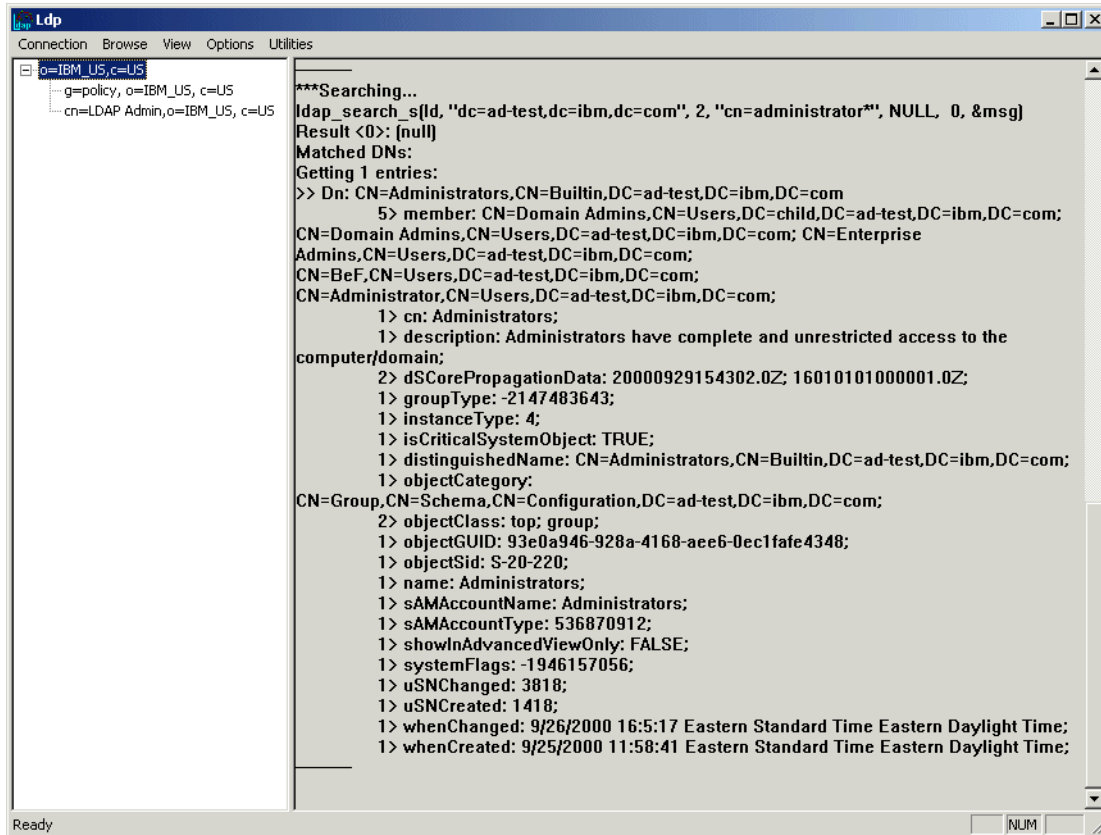 Ldp
Connection Browse View Options Utilities
o=IBM_US,c=US
g=policy, o=IBM_US, c=US
cn=LDAP Admin,o=IBM_US, c=US
***Searching...
ldap_search_s(ld, "dc=ad-test,dc=ibm,dc=com", 2, "cn=administrator*", NULL, 0, &msg)
Result <0>: (null)
Matched DNs:
Getting 1 entries:
>> Dn: CN=Administrators,CN=Builtin,DC=ad-test,DC=ibm,DC=com
5> member: CN=Domain Admins,CN=Users,DC=child,DC=ad-test,DC=ibm,DC=com;
CN=Domain Admins,CN=Users,DC=ad-test,DC=ibm,DC=com; CN=Enterprise
Admins,CN=Users,DC=ad-test,DC=ibm,DC=com;
CN=BeF,CN=Users,DC=ad-test,DC=ibm,DC=com;
CN=Administrator,CN=Users,DC=ad-test,DC=ibm,DC=com;
1> cn: Administrators;
1> description: Administrators have complete and unrestricted access to the
computer/domain;
2> dSCorePropagationData: 20000929154302.0Z; 16010101000001.0Z;
1> groupType: -2147483643;
1> instanceType: 4;
1> isCriticalSystemObject: TRUE;
1> distinguishedName: CN=Administrators,CN=Builtin,DC=ad-test,DC=ibm,DC=com;
1> objectCategory:
CN=Group,CN=Schema,CN=Configuration,DC=ad-test,DC=ibm,DC=com;
2> objectClass: top; group;
1> objectGUID: 93e0a946-928a-4168-aee6-0ec1fafe4348;
1> objectSid: S-20-220;
1> name: Administrators;
1> sAMAccountName: Administrators;
1> sAMAccountType: 536870912;
1> showInAdvancedViewOnly: FALSE;
1> systemFlags: -1946157056;
1> uSNChanged: 3818;
1> uSNCreated: 1418;
1> whenChanged: 9/26/2000 16:5:17 Eastern Standard Time Eastern Daylight Time;
1> whenCreated: 9/25/2000 11:58:41 Eastern Standard Time Eastern Daylight Time;
Ready
NUM